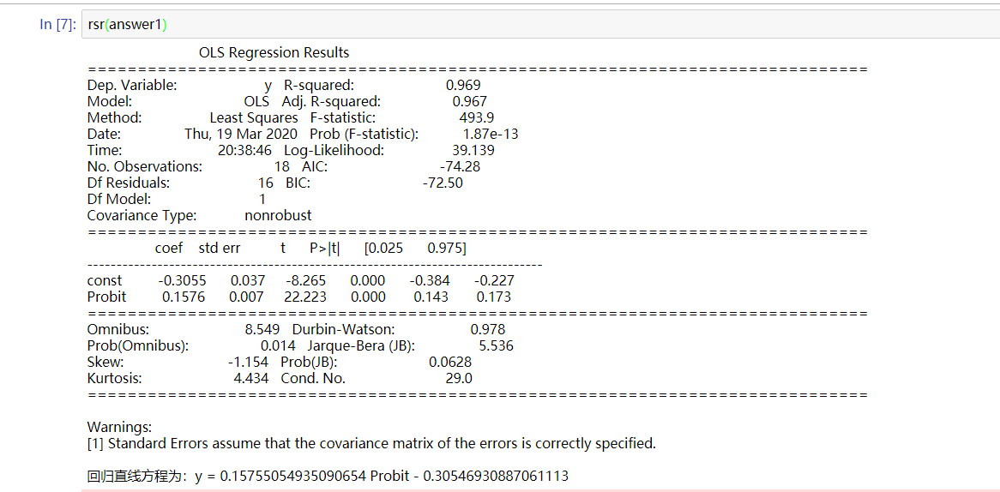 In [7]: rsr(answer1)
OLS Regression Results
==============================================================================
Dep. Variable: y R-squared: 0.969
Model: OLS Adj. R-squared: 0.967
Method: Least Squares F-statistic: 493.9
Date: Thu, 19 Mar 2020 Prob (F-statistic): 1.87e-13
Time: 20:38:46 Log-Likelihood: 39.139
No. Observations: 18 AIC: -74.28
Df Residuals: 16 BIC: -72.50
Df Model: 1
Covariance Type: nonrobust
==============================================================================
coef std err t P>|t| [0.025 0.975]
------------------------------------------------------------------------------
const -0.3055 0.037 -8.265 0.000 -0.384 -0.227
Probit 0.1576 0.007 22.223 0.000 0.143 0.173
==============================================================================
Omnibus: 8.549 Durbin-Watson: 0.978
Prob(Omnibus): 0.014 Jarque-Bera (JB): 5.536
Skew: -1.154 Prob(JB): 0.0628
Kurtosis: 4.434 Cond. No. 29.0
==============================================================================
Warnings:
[1] Standard Errors assume that the covariance matrix of the errors is correctly specified.
回归直线方程为：y = 0.15755054935090654 Probit - 0.30546930887061113